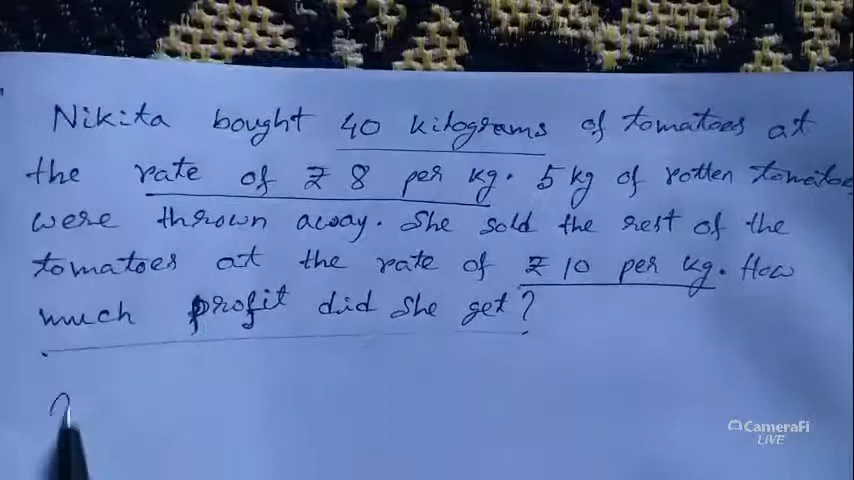 Nikita bought 40 kilograms of tomatoes at
the rate of ₹ 8 per kg. 5 kg of rotten tomatoes
were thrown away. She sold the rest of the
tomatoes at the rate of ₹ 10 per kg. How
much profit did she get?
CameraFi
LIVE